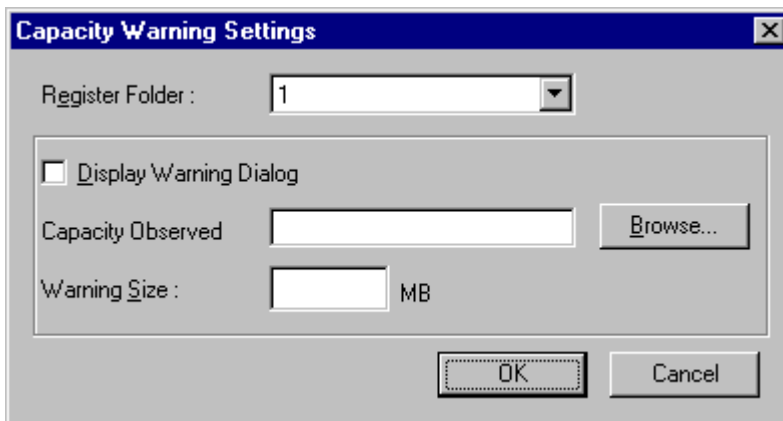 Capacity Warning Settings
Register Folder : 1
Display Warning Dialog
Capacity Observed Browse...
Warning Size : MB
OK Cancel